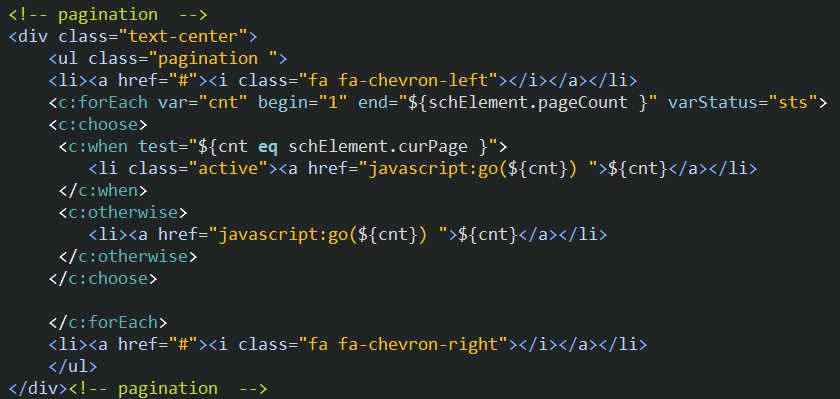 <!-- pagination  -->
<div class="text-center">
    <ul class="pagination ">
    <li><a href="#"><i class="fa fa-chevron-left"></i></a></li>
    <c:forEach var="cnt" begin="1" end="${schElement.pageCount }" varStatus="sts">
    <c:choose>
     <c:when test="${cnt eq schElement.curPage }">
        <li class="active"><a href="javascript:go(${cnt}) ">${cnt}</a></li>
     </c:when>
     <c:otherwise>
        <li><a href="javascript:go(${cnt}) ">${cnt}</a></li>
     </c:otherwise>
    </c:choose>

    </c:forEach>
    <li><a href="#"><i class="fa fa-chevron-right"></i></a></li>
    </ul>
</div><!-- pagination  -->